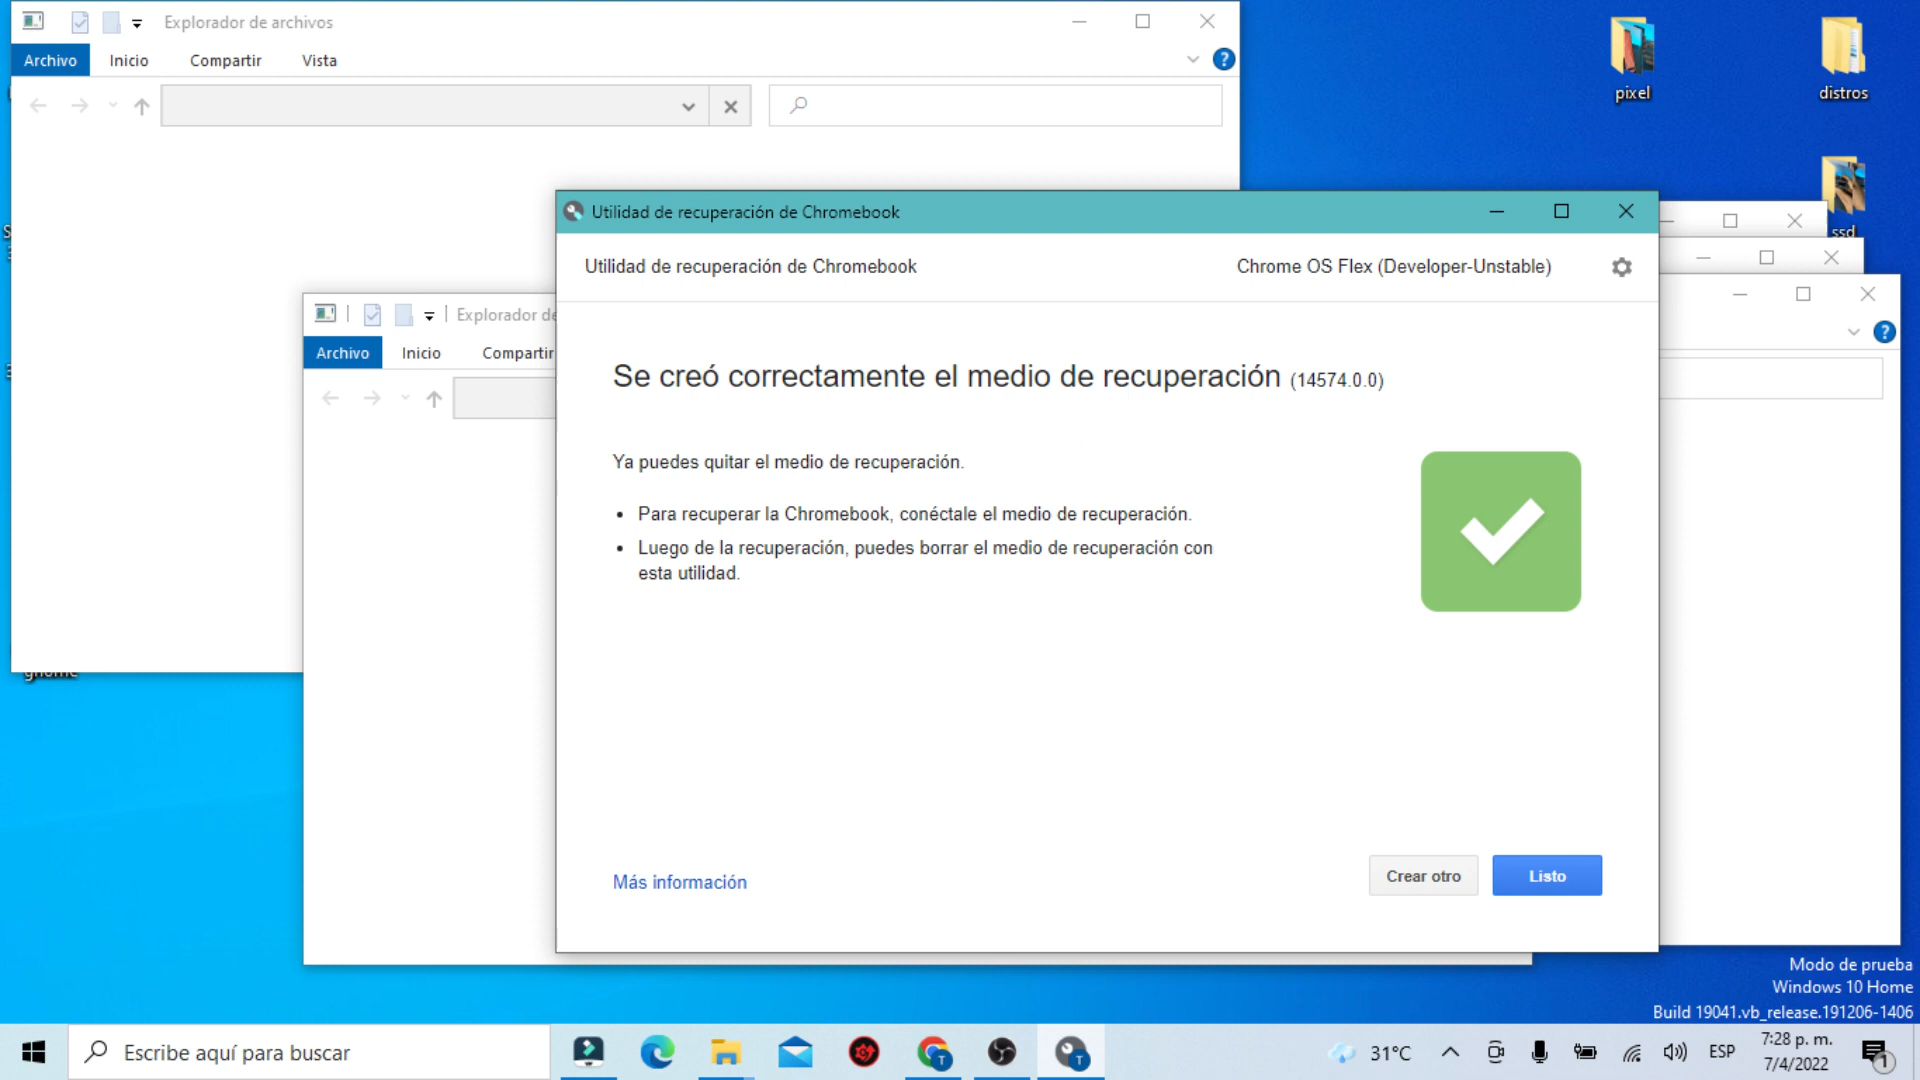 Explorador de archivos
Archivo Inicio Compartir Vista
pixel
distros
ssd
Utilidad de recuperación de Chromebook
Utilidad de recuperación de Chromebook Chrome OS Flex (Developer-Unstable)
Explorador de
Archivo Inicio Compartir
Se creó correctamente el medio de recuperación (14574.0.0)
Ya puedes quitar el medio de recuperación.
Para recuperar la Chromebook, conéctale el medio de recuperación.
Luego de la recuperación, puedes borrar el medio de recuperación con
esta utilidad.
gnome
Más información
Crear otro
Listo
Modo de prueba
Windows 10 Home
Build 19041.vb_release.191206-1406
Escribe aquí para buscar
31°C
ESP
7:28 p. m.
7/4/2022
1